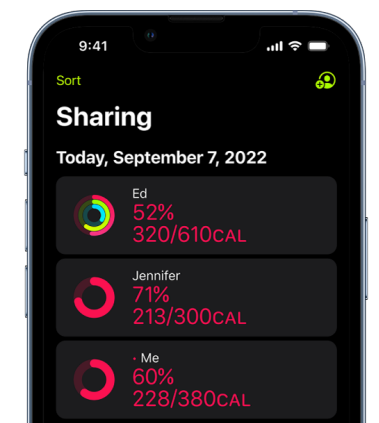 9:41
Sort
Sharing
Today, September 7, 2022
Ed
52%
320/610CAL
Jennifer
71%
213/300CAL
• Me
60%
228/380CAL